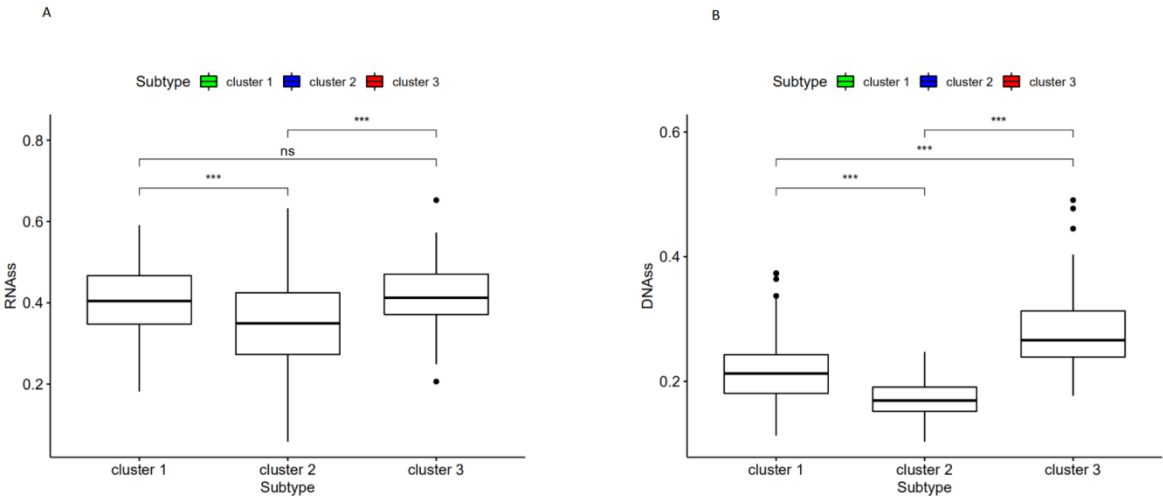 A
Subtype cluster 1 cluster 2 cluster 3
RNAss
0.8
0.6
0.4
0.2
***
ns
***
cluster 1 cluster 2 cluster 3
Subtype
B
Subtype cluster 1 cluster 2 cluster 3
DNAss
0.6
0.4
0.2
***
***
***
cluster 1 cluster 2 cluster 3
Subtype